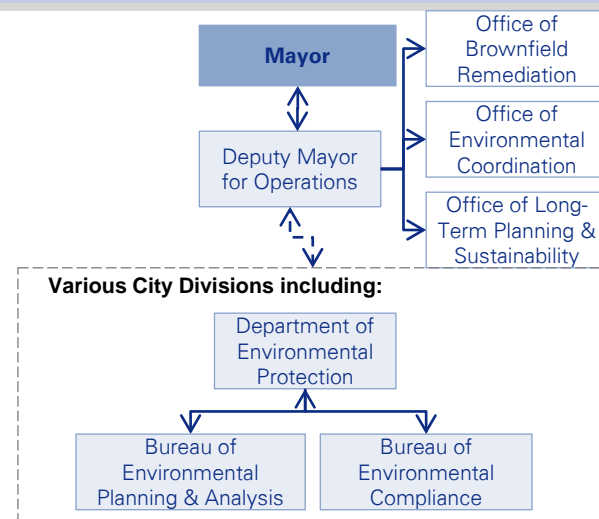 Mayor
Office of
Brownfield
Remediation
Deputy Mayor
for Operations
Office of
Environmental
Coordination
Office of Long-
Term Planning &
Sustainability
Various City Divisions including:
Department of
Environmental
Protection
Bureau of
Environmental
Planning & Analysis
Bureau of
Environmental
Compliance